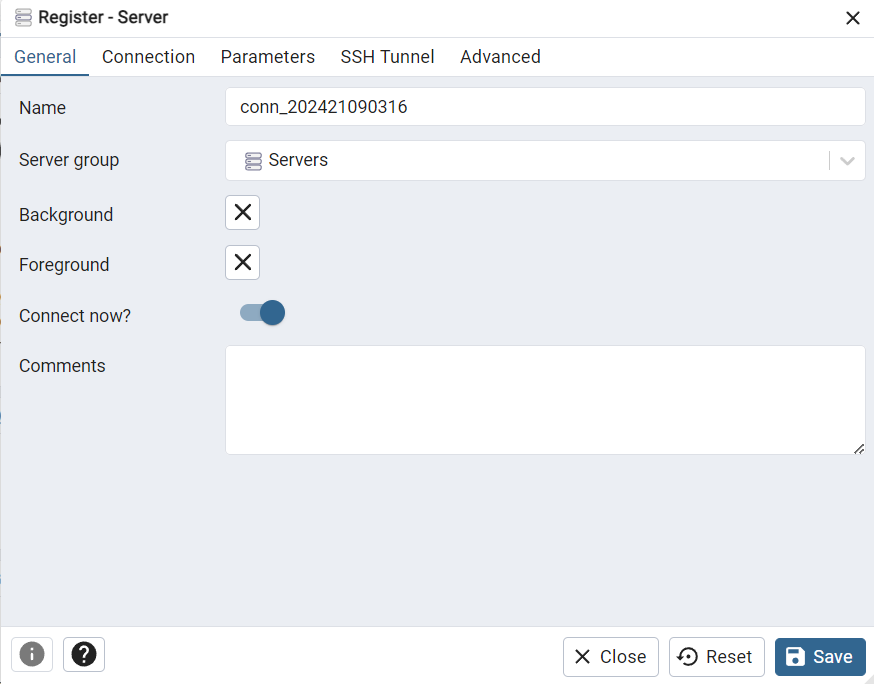 Register - Server
General Connection Parameters SSH Tunnel Advanced
Name conn_202421090316
Server group Servers
Background
Foreground
Connect now?
Comments
Close Reset Save